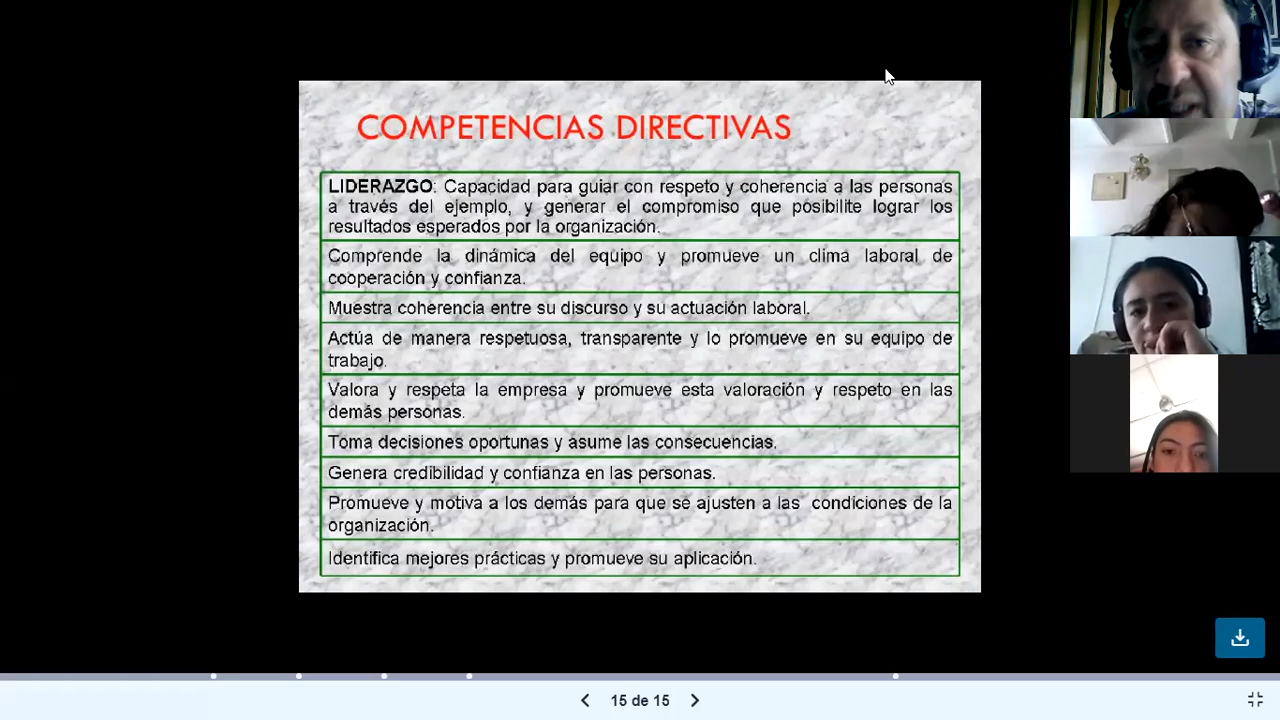 COMPETENCIAS DIRECTIVAS
LIDERAZGO: Capacidad para guiar con respeto y coherencia a las personas
a través del ejemplo, y generar el compromiso que posibilite lograr los
resultados esperados por la organización.
Comprende la dinámica del equipo y promueve un clima laboral de
cooperación y confianza.
Muestra coherencia entre su discurso y su actuación laboral.
Actúa de manera respetuosa, transparente y lo promueve en su equipo de
trabajo.
Valora y respeta la empresa y promueve esta valoración y respeto en las
demás personas.
Toma decisiones oportunas y asume las consecuencias.
Genera credibilidad y confianza en las personas.
Promueve y motiva a los demás para que se ajusten a las condiciones de la
organización.
Identifica mejores prácticas y promueve su aplicación.
15 de 15